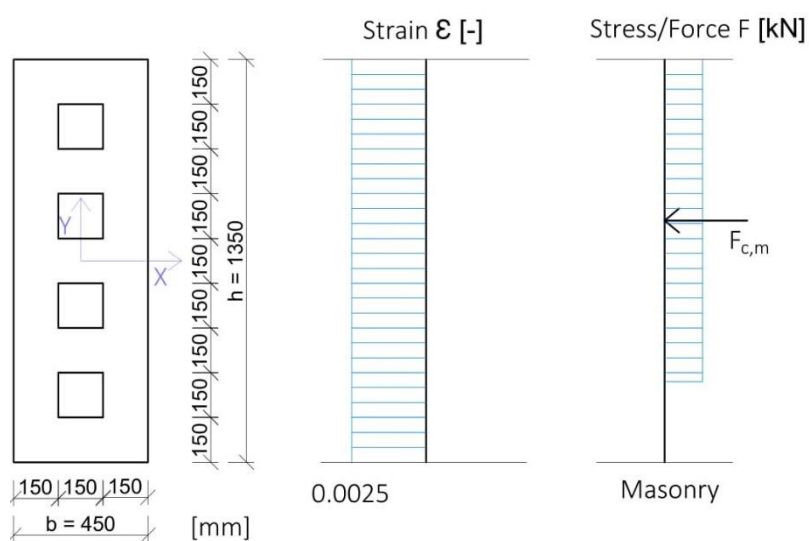 Strain ε [-]
Stress/Force F [kN]
150
150
150
150
150
150
150
150
150
h = 1350
Y
X
F_c,m
150 150 150
b = 450
[mm]
0.0025
Masonry